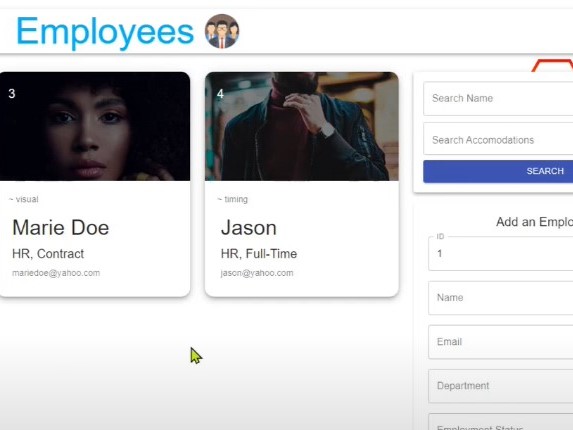 Employees
3
~ visual
Marie Doe
HR, Contract
mariedoe@yahoo.com
4
~ timing
Jason
HR, Full-Time
jason@yahoo.com
Search Name
Search Accomodations
SEARCH
Add an Emplo
ID
1
Name
Email
Department
Employment Status